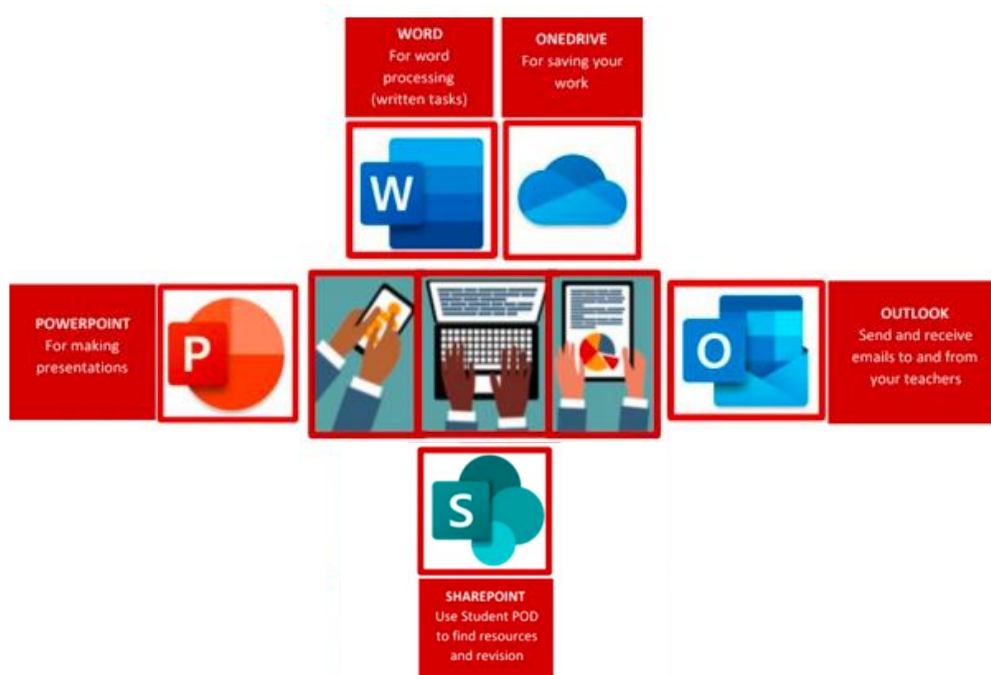 WORD
For word
processing
(written tasks)
ONEDRIVE
For saving your
work
W
POWERPOINT
For making
presentations
P
O
OUTLOOK
Send and receive
emails to and from
your teachers
S
SHAREPOINT
Use Student POD
to find resources
and revision